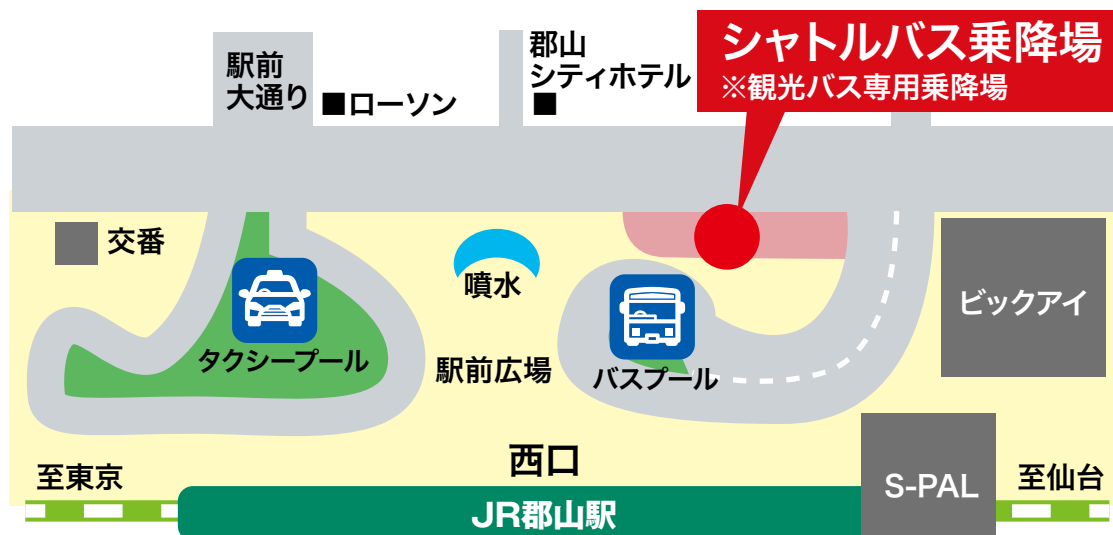 シャトルバス乗降場
※観光バス専用乗降場
駅前
大通り
■ローソン
郡山
シティホテル
■
交番
噴水
タクシープール
駅前広場
バスプール
ビックアイ
西口
至東京
JR郡山駅
S-PAL
至仙台